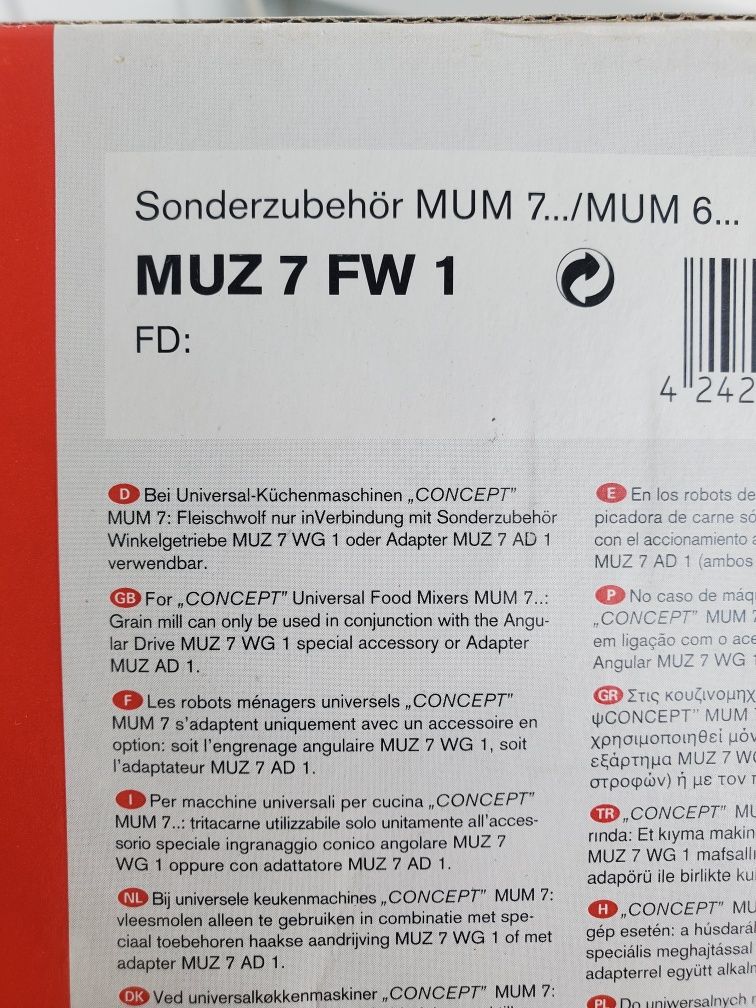 Sonderzubehör MUM 7.../MUM 6...
MUZ 7 FW 1
FD:
4 242
D Bei Universal-Küchenmaschinen „CONCEPT"
MUM 7: Fleischwolf nur inVerbindung mit Sonderzubehör
Winkelgetriebe MUZ 7 WG 1 oder Adapter MUZ 7 AD 1
verwendbar.
GB For „CONCEPT" Universal Food Mixers MUM 7..:
Grain mill can only be used in conjunction with the Angu-
lar Drive MUZ 7 WG 1 special accessory or Adapter
MUZ AD 1.
F Les robots ménagers universels „CONCEPT"
MUM 7 s'adaptent uniquement avec un accessoire en
option: soit l'engrenage angulaire MUZ 7 WG 1, soit
l'adaptateur MUZ 7 AD 1.
I Per macchine universali per cucina „CONCEPT"
MUM 7..: tritacarne utilizzabile solo unitamente all'acces-
sorio speciale ingranaggio conico angolare MUZ 7
WG 1 oppure con adattatore MUZ 7 AD 1.
NL Bij universele keukenmachines „CONCEPT" MUM 7:
vleesmolen alleen te gebruiken in combinatie met spe-
ciaal toebehoren haakse aandrijving MUZ 7 WG 1 of met
adapter MUZ 7 AD 1.
DK Ved universalkøkkenmaskiner „CONCEPT" MUM 7:
E En los robots de
picadora de carne só
con el accionamiento a
MUZ 7 AD 1 (ambos
P No caso de máq
„CONCEPT" MUM 7
em ligação com o ace
Angular MUZ 7 WG 1
GR Στις κουζινομηχ
ψCONCEPT" MUM 7
χρησιμοποιηθεί μόν
εξάρτημα MUZ 7 WG
στροφών) ή με τον π
TR „CONCEPT" MU
rında: Et kıyma makin
MUZ 7 WG 1 mafsallı
adapörü ile birlikte ku
H „CONCEPT" MU
gép esetén: a húsdarál
speciális meghajtással
adapterrel együtt alkalm
PL Do uniwersalnych